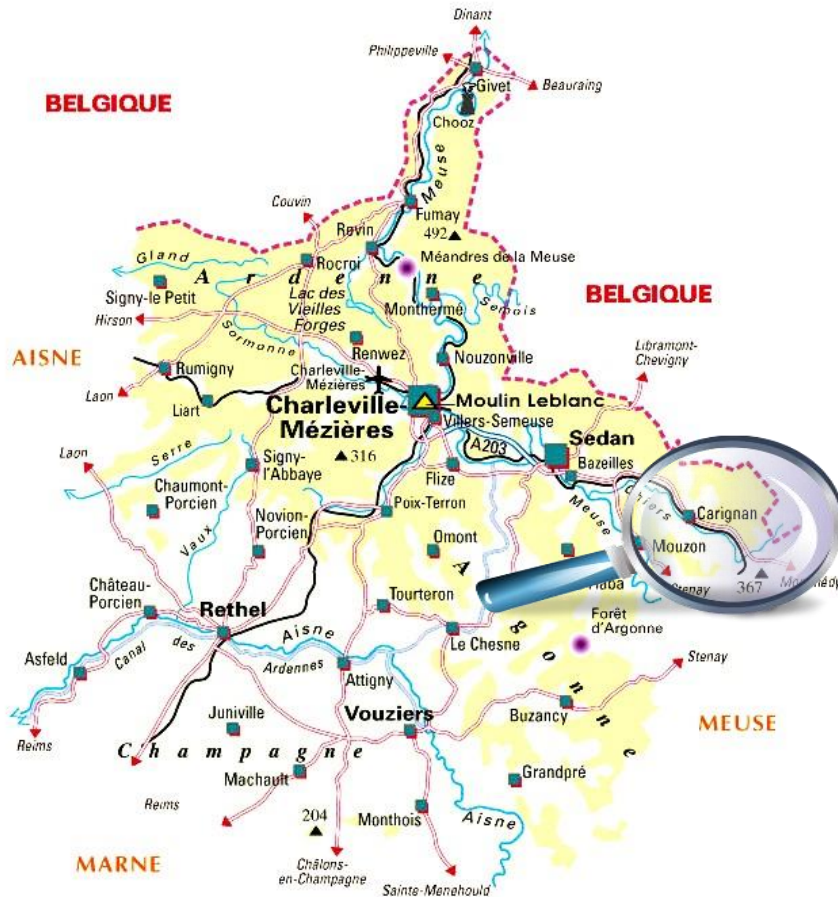 Dinant
Philippeville
Givet
Beauraing
BELGIQUE
Chooz
Meuse
Couvin
Fumay
Revin
492
Gland
Rocroi
Méandres de la Meuse
Ardenne
Signy-le Petit
Lac des
Vieilles
Forges
Monthermé
Semois
BELGIQUE
Hirson
Sormonne
Renwez
Nouzonville
AISNE
Libramont-
Chevigny
Rumigny
Charleville-
Mézières
Laon
Liart
Moulin Leblanc
Charleville-
Mézières
Villers-Semeuse
A203
Sedan
Serre
Laon
Signy-
l'Abbaye
316
Flize
Bazeilles
Chaumont-
Porcien
Chiers
Carignan
Novion-
Porcien
Poix-Terron
Meuse
Vaux
Omont
Mouzon
Argonne
367
Stenay
Château-
Porcien
Tourteron
Rethel
Forêt
d'Argonne
Aisne
Le Chesne
Asfeld
Canal des Ardennes
Attigny
Stenay
Juniville
Vouziers
Buzancy
MEUSE
Reims
Champagne
Machault
Grandpré
Reims
204
Monthois
Aisne
MARNE
Châlons-
en-Champagne
Sainte-Menehould